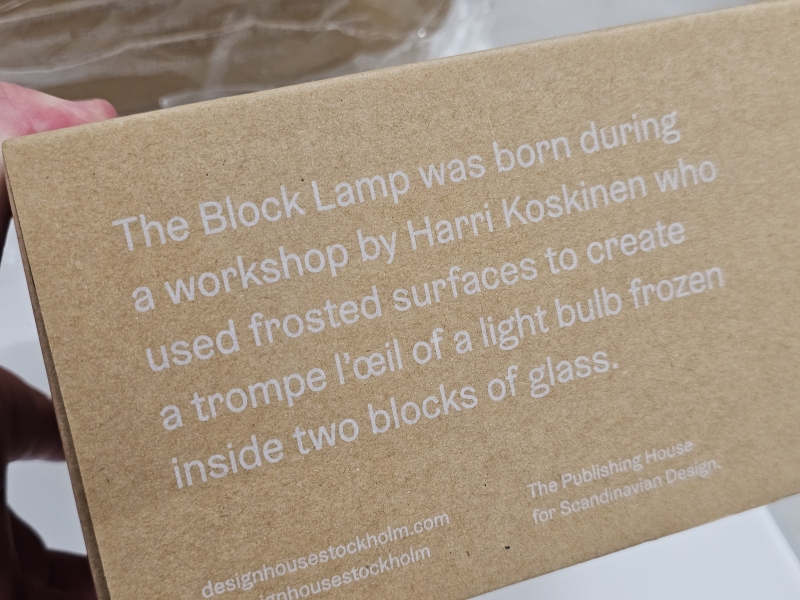 The Block Lamp was born during
a workshop by Harri Koskinen who
used frosted surfaces to create
a trompe l'œil of a light bulb frozen
inside two blocks of glass.
designhousestockholm.com
The Publishing House
for Scandinavian Design.